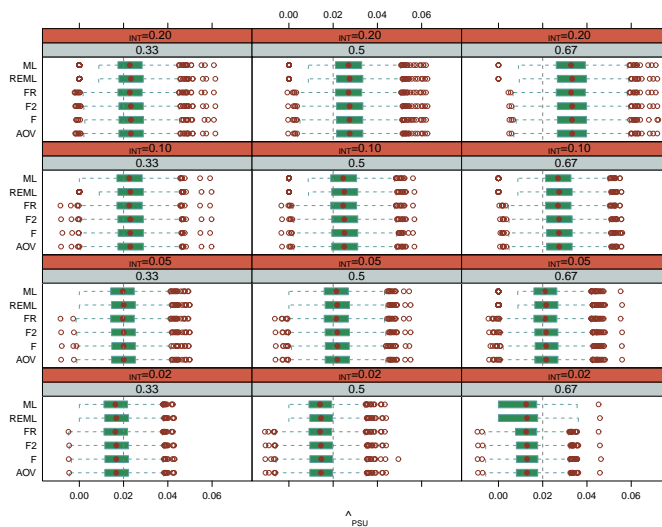 0.00 0.02 0.04 0.06
INT=0.20 INT=0.20 INT=0.20
0.33 0.5 0.67
ML
REML
FR
F2
F
AOV
INT=0.10 INT=0.10 INT=0.10
0.33 0.5 0.67
ML
REML
FR
F2
F
AOV
INT=0.05 INT=0.05 INT=0.05
0.33 0.5 0.67
ML
REML
FR
F2
F
AOV
INT=0.02 INT=0.02 INT=0.02
0.33 0.5 0.67
ML
REML
FR
F2
F
AOV
0.00 0.02 0.04 0.06 0.00 0.02 0.04 0.06
^
PSU